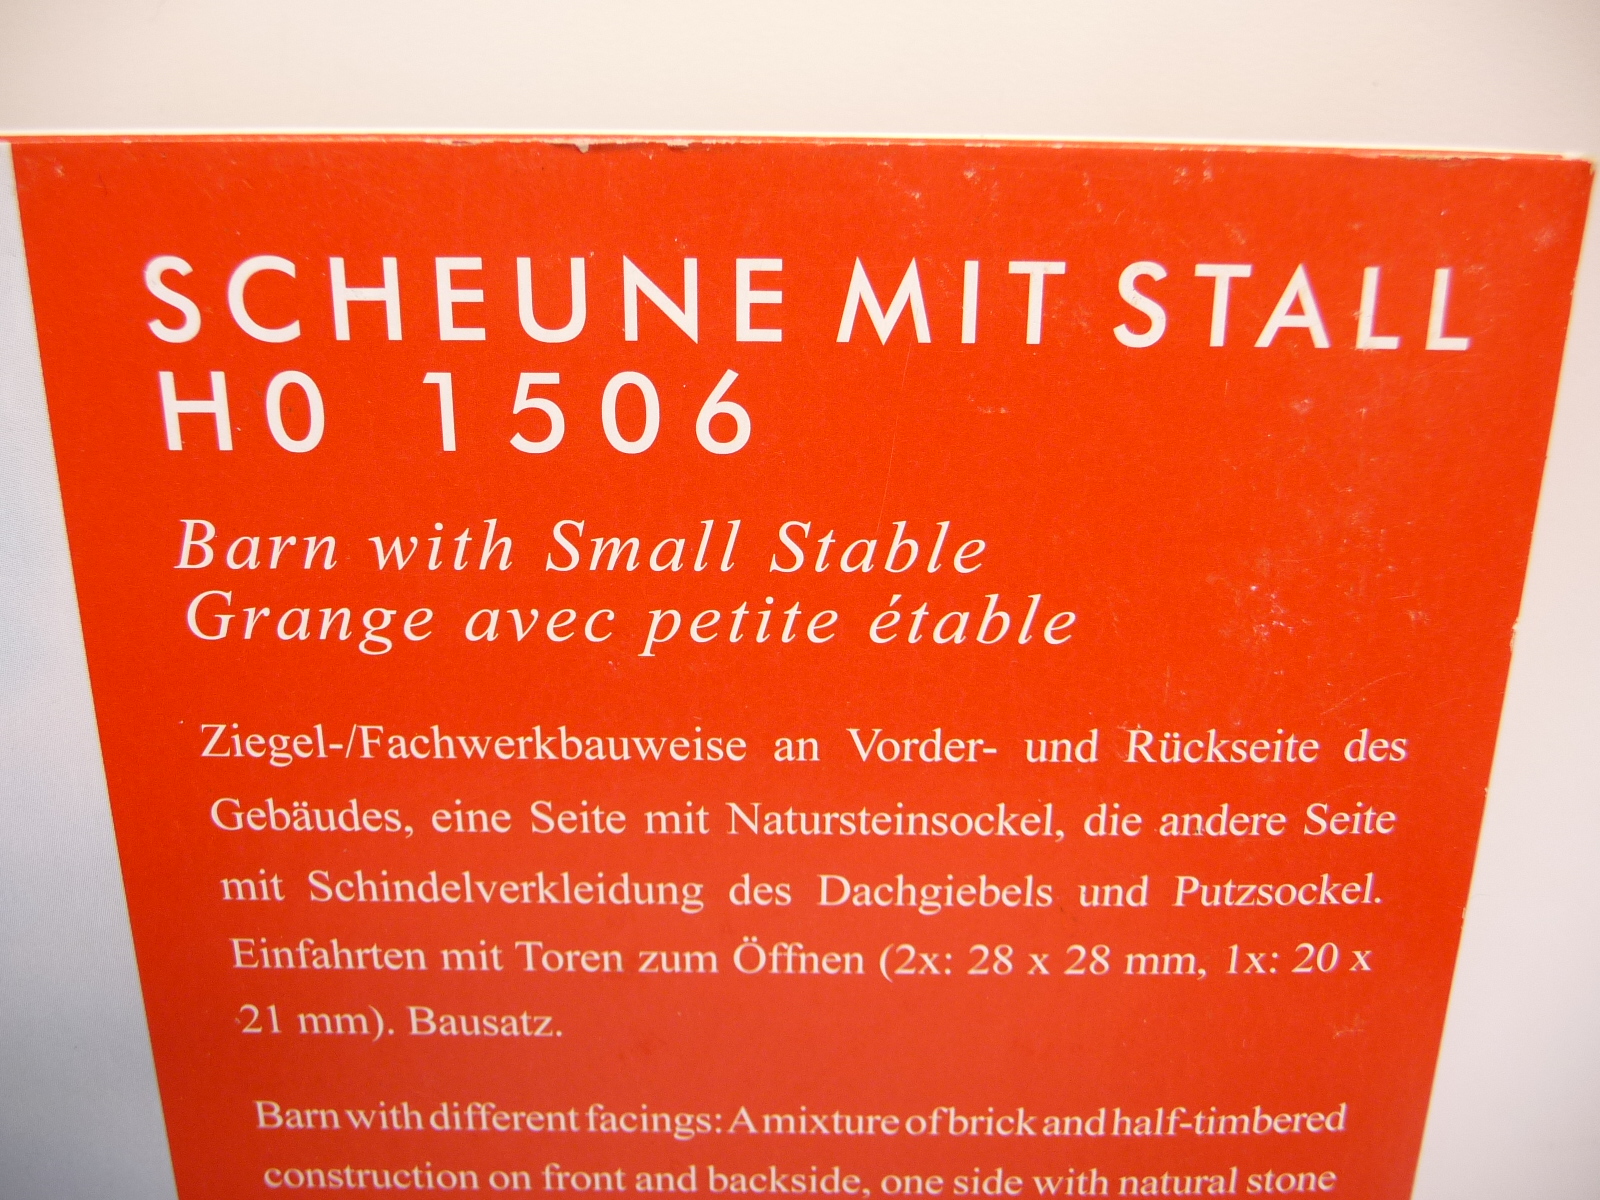 SCHEUNE MIT STALL
H0 1506
Barn with Small Stable
Grange avec petite étable
Ziegel-/Fachwerkbauweise an Vorder- und Rückseite des
Gebäudes, eine Seite mit Natursteinsockel, die andere Seite
mit Schindelverkleidung des Dachgiebels und Putzsockel.
Einfahrten mit Toren zum Öffnen (2x: 28 x 28 mm, 1x: 20 x
21 mm). Bausatz.
Barn with different facings: A mixture of brick and half-timbered
construction on front and backside, one side with natural stone